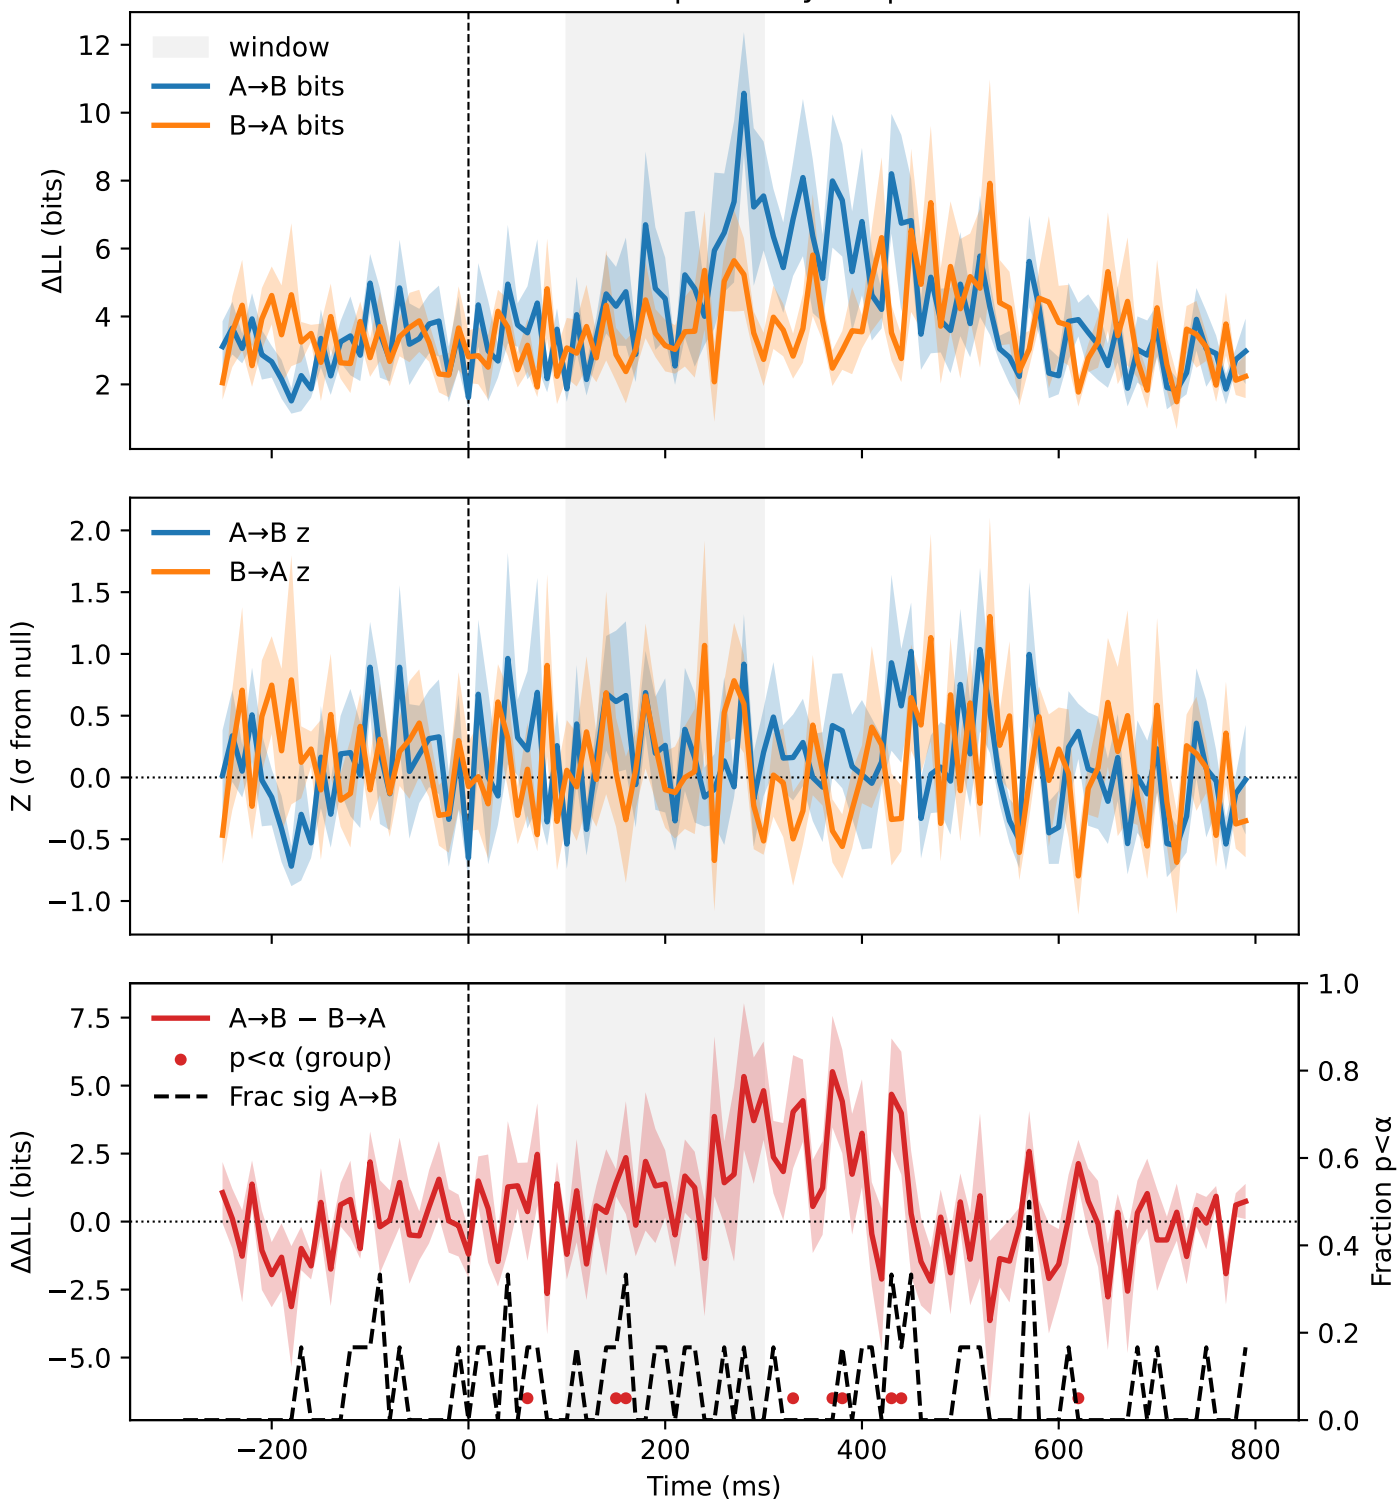 12
10
8
6
4
2
ΔLL (bits)
window
A→B bits
B→A bits
2.0
1.5
1.0
0.5
0.0
−0.5
−1.0
Z (σ from null)
A→B z
B→A z
7.5
5.0
2.5
0.0
−2.5
−5.0
ΔΔLL (bits)
A→B − B→A
p<α (group)
Frac sig A→B
1.0
0.8
0.6
0.4
0.2
0.0
Fraction p<α
−200
0
200
400
600
800
Time (ms)